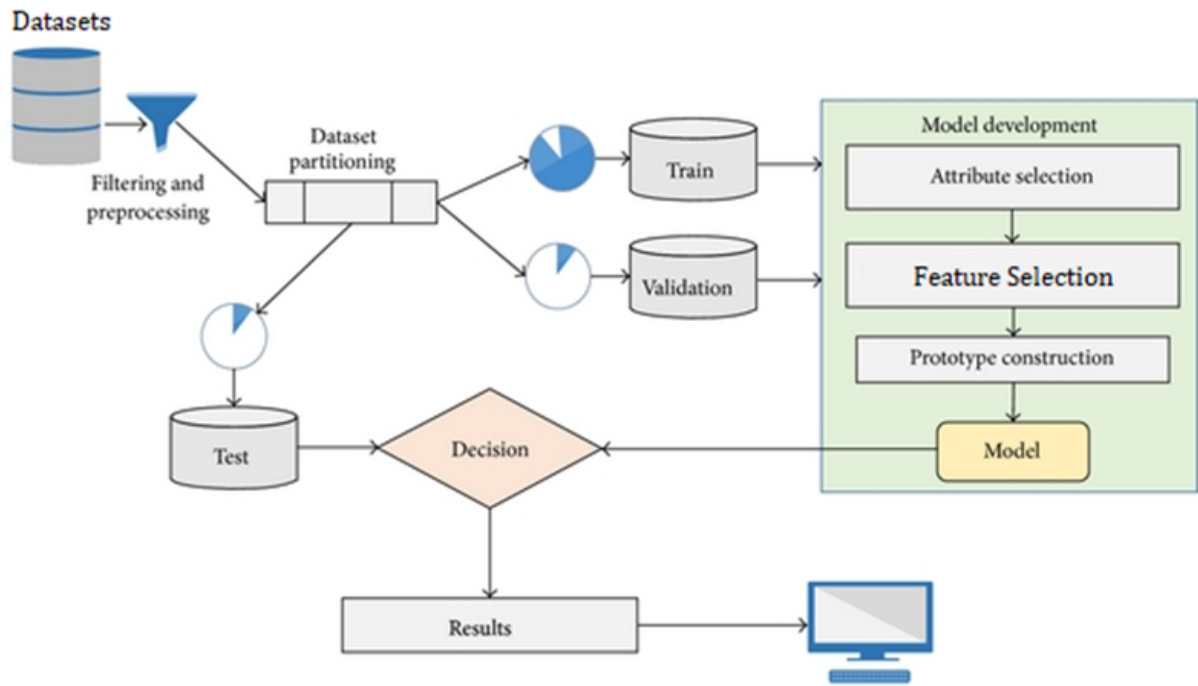 Datasets
Filtering and
preprocessing
Dataset
partitioning
Train
Validation
Model development
Attribute selection
Feature Selection
Prototype construction
Model
Test
Decision
Results